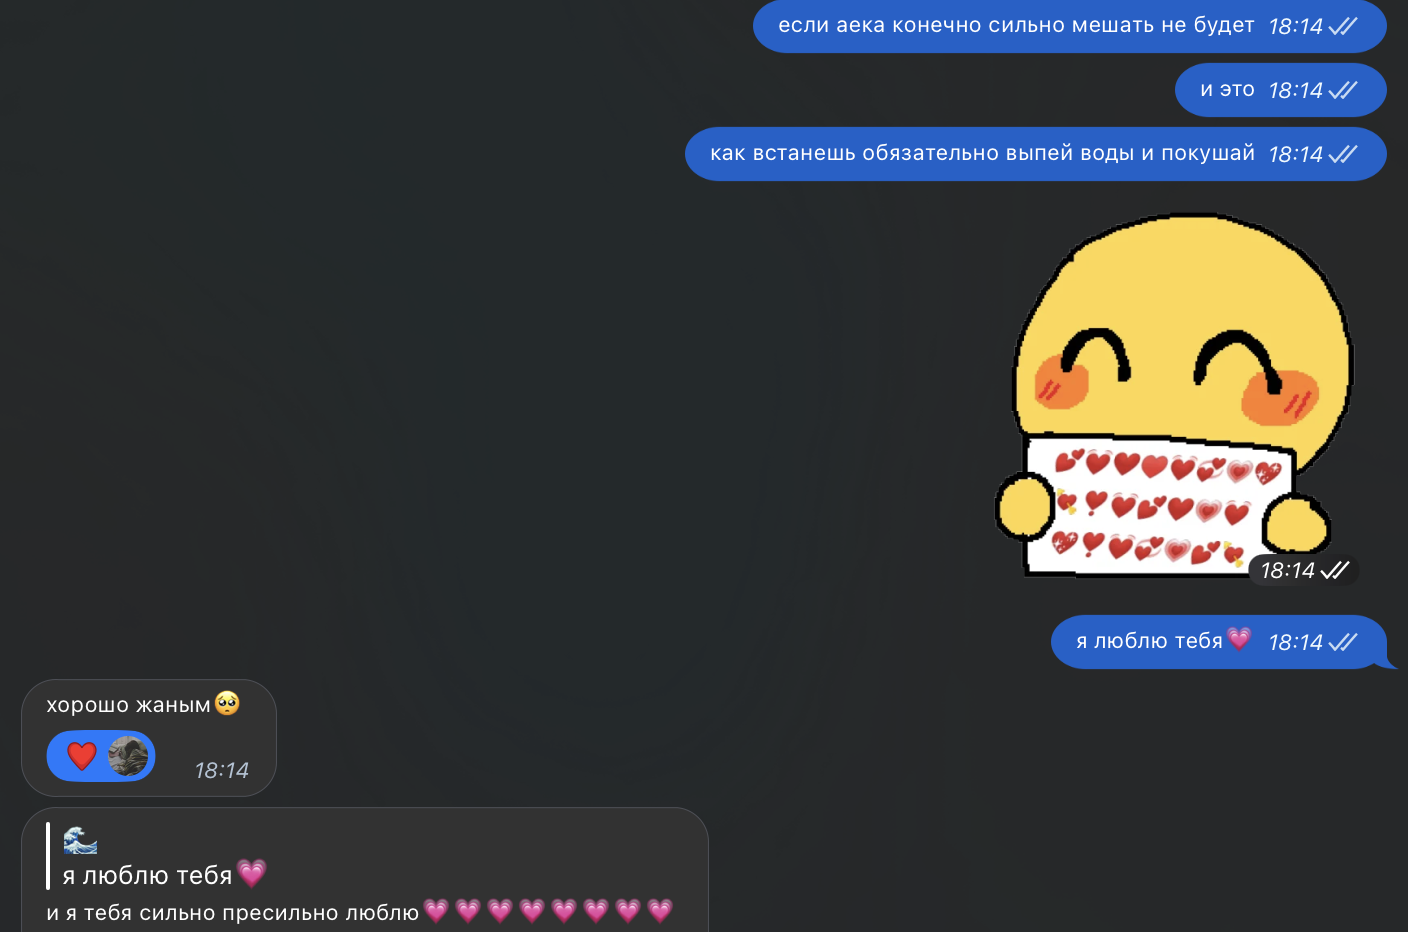 если аека конечно сильно мешать не будет 18:14
и это 18:14
как встанешь обязательно выпей воды и покушай 18:14
18:14
я люблю тебя💗 18:14
хорошо жаным🥺
❤️ 18:14
🌊
я люблю тебя💗
и я тебя сильно пресильно люблю💗💗💗💗💗💗💗💗